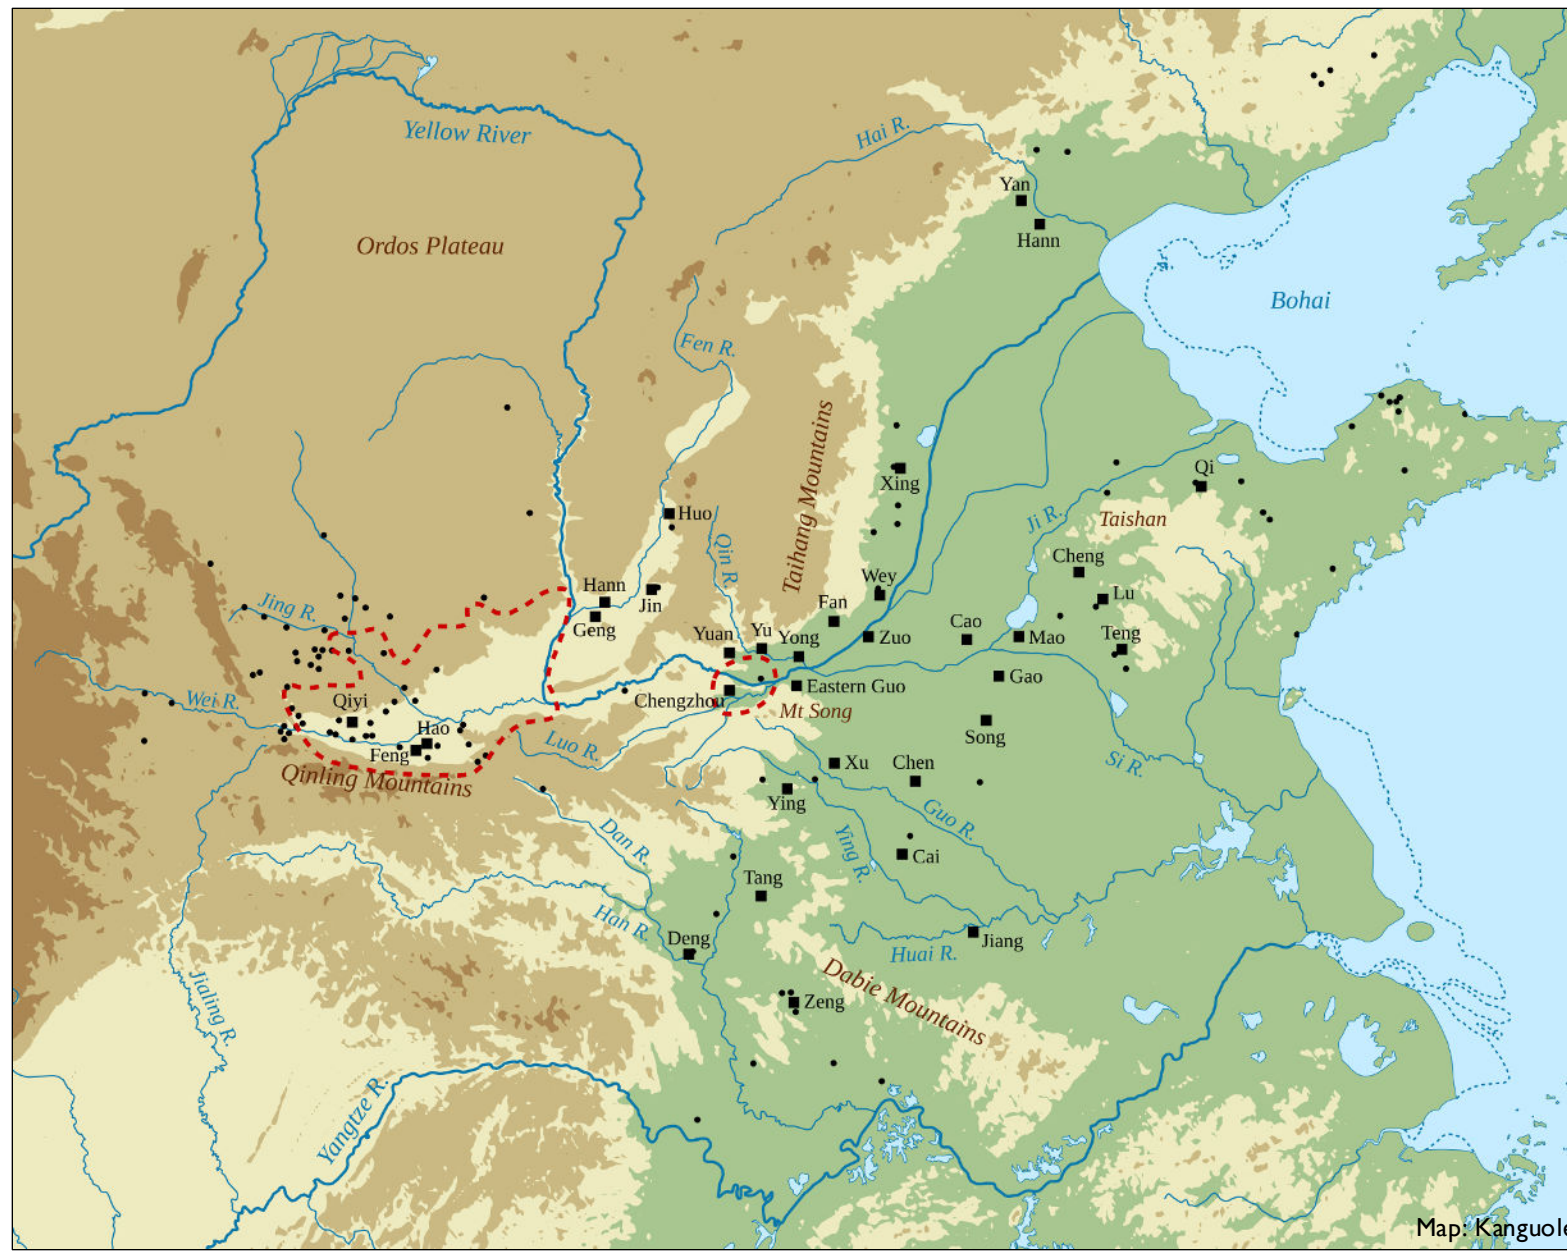 Yellow River
Hai R.
Yan
Hann
Ordos Plateau
Bohai
Fen R.
Taihang Mountains
Xing
Qi
Huo
Ji R.
Taishan
Qin R.
Cheng
Wey
Hann
Jin
Lu
Jing R.
Fan
Geng
Yuan
Yu
Yong
Zuo
Cao
Mao
Teng
Gao
Eastern Guo
Chengzhou
Mt Song
Wei R.
Qiyi
Hao
Feng
Luo R.
Song
Qinling Mountains
Xu
Chen
Si R.
Ying
Guo R.
Dan R.
Ying R.
Cai
Tang
Han R.
Deng
Jiang
Huai R.
Jialing R.
Zeng
Dabie Mountains
Yangtze R.
Map: Kanguole